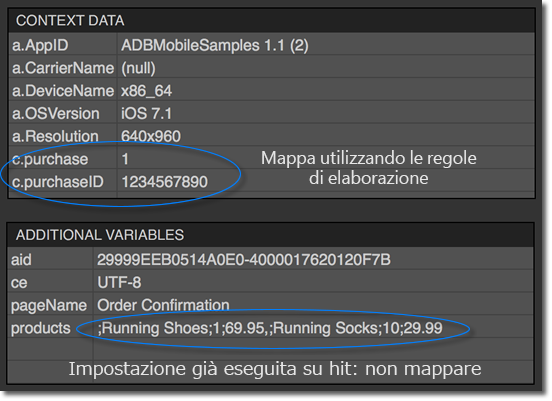 CONTEXT DATA
a.AppID ADBMobileSamples 1.1 (2)
a.CarrierName (null)
a.DeviceName x86_64
a.OSVersion iOS 7.1
a.Resolution 640x960
c.purchase 1
c.purchaseID 1234567890
Mappa utilizzando le regole
di elaborazione
ADDITIONAL VARIABLES
aid 29999EEB0514A0E0-4000017620120F7B
ce UTF-8
pageName Order Confirmation
products ;Running Shoes;1;69.95,;Running Socks;10;29.99
Impostazione già eseguita su hit: non mappare